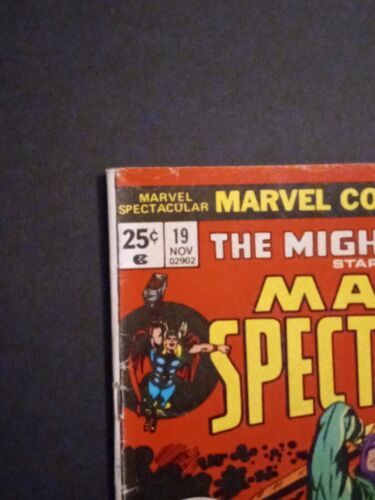 MARVEL
SPECTACULAR
MARVEL CO
25¢
19
NOV
02902
THE MIGH
STAR
MA
SPECT